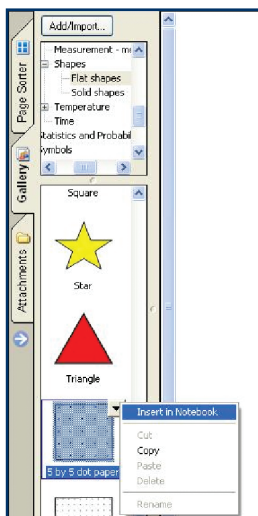 Add/Import...
Measurement - m
Shapes
Flat shapes
Solid shapes
Temperature
Time
Statistics and Probabil
Symbols
Page Sorter
Gallery
Attachments
Square
Star
Triangle
5 by 5 dot paper
Insert in Notebook
Cut
Copy
Paste
Delete
Rename